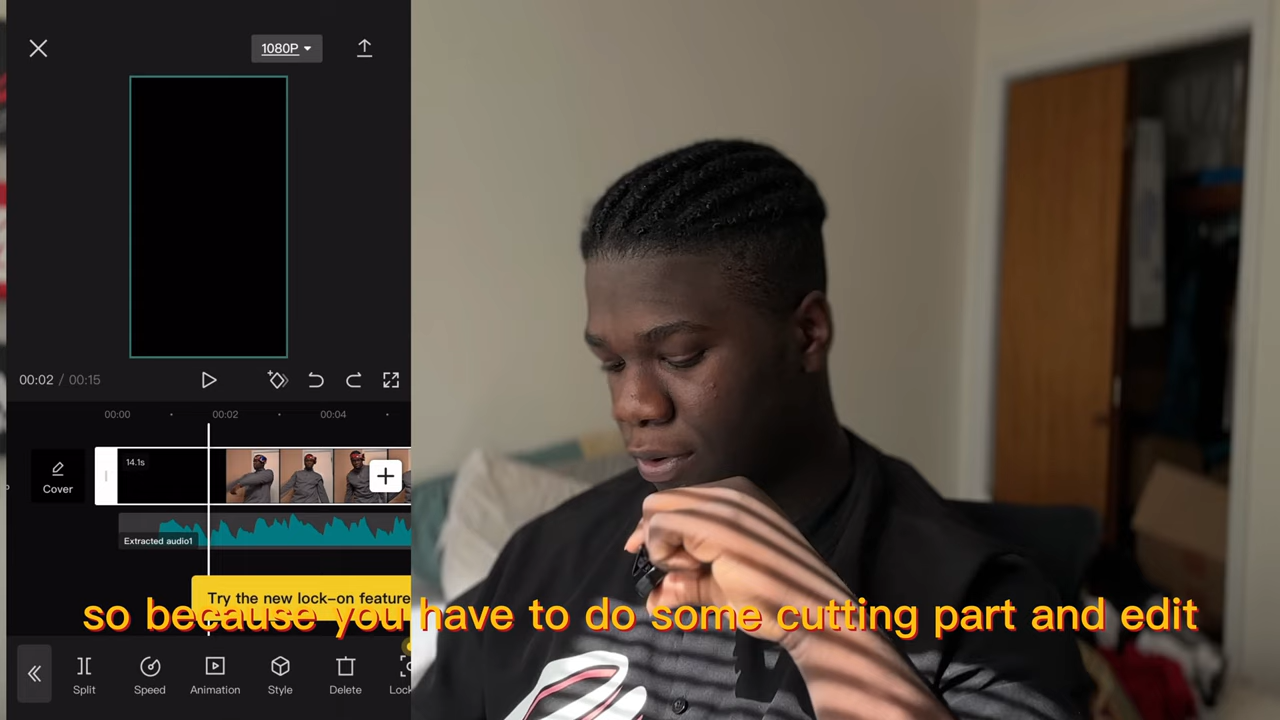 1080P
00:02 / 00:15
00:00 00:02 00:04
14.1s
Cover
Extracted audio1
Try the new lock-on feature
so because you have to do some cutting part and edit
Split Speed Animation Style Delete Lock